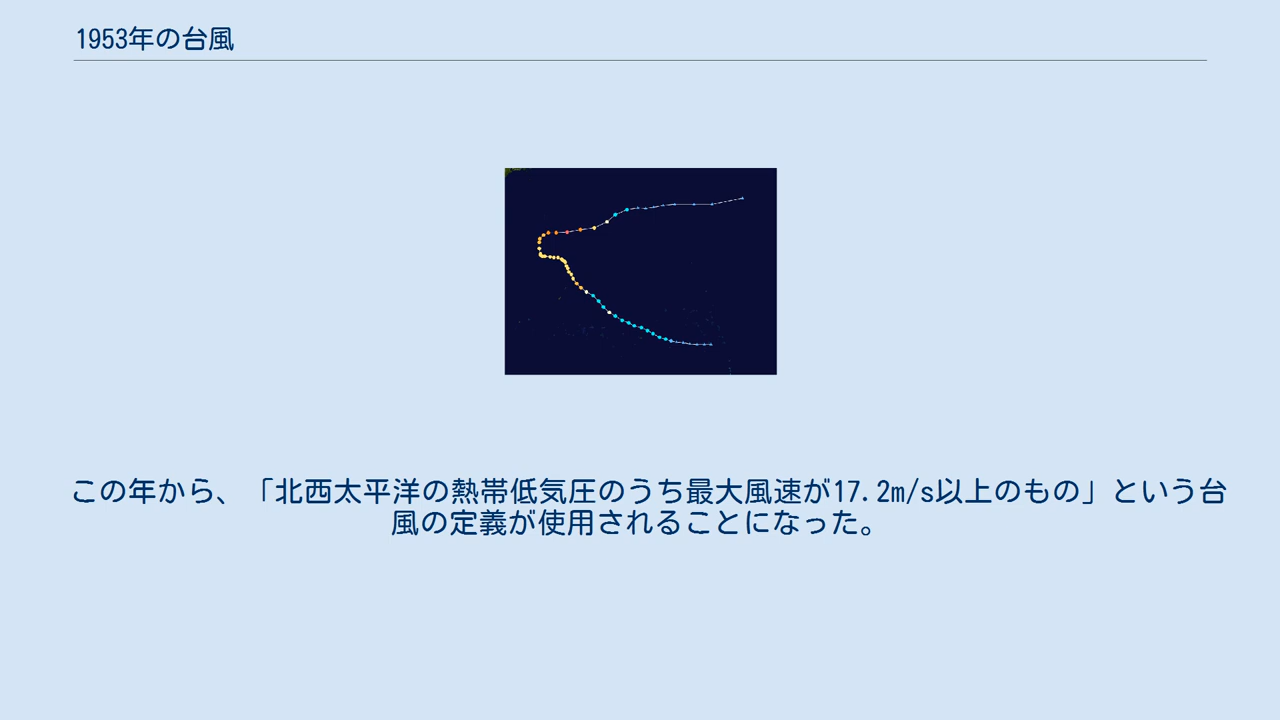 1953年の台風
この年から、「北西太平洋の熱帯低気圧のうち最大風速が17.2m/s以上のもの」という台
風の定義が使用されることになった。